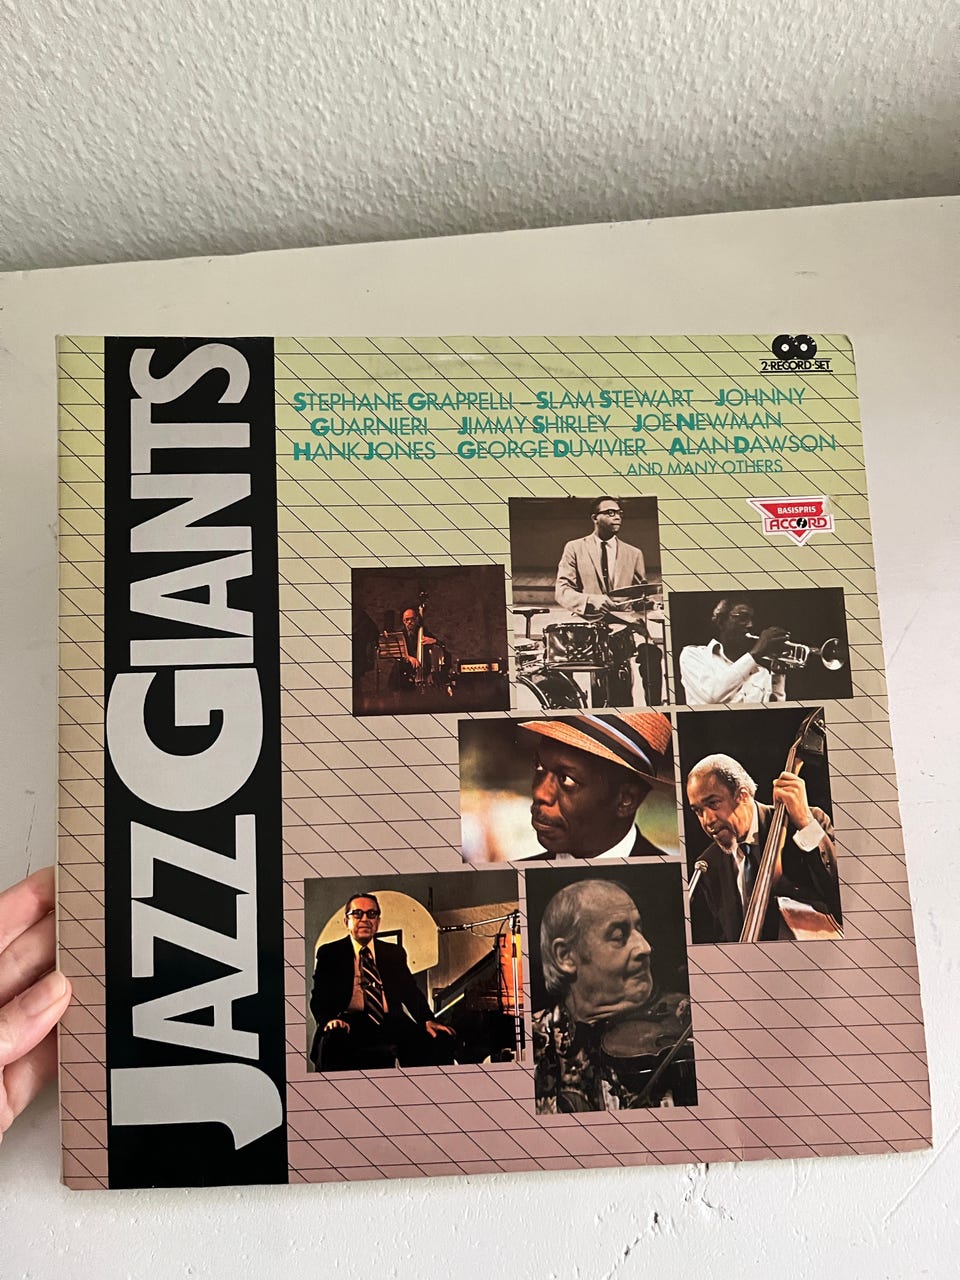 JAZZ GIANTS
2-RECORD-SET
STEPHANE GRAPPELLI – SLAM STEWART – JOHNNY
GUARNIERI – JIMMY SHIRLEY – JOE NEWMAN
HANK JONES – GEORGE DUVIVIER – ALAN DAWSON
– AND MANY OTHERS
BASISPRIS
ACCORD